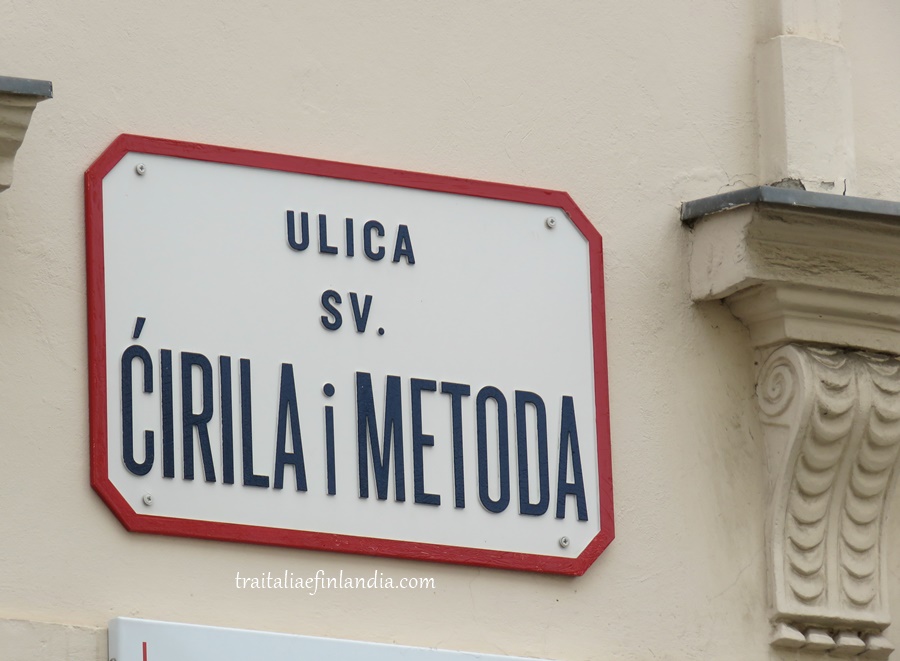 ULICA
SV.
ĆIRILA i METODA
traitaliaefinlandia.com